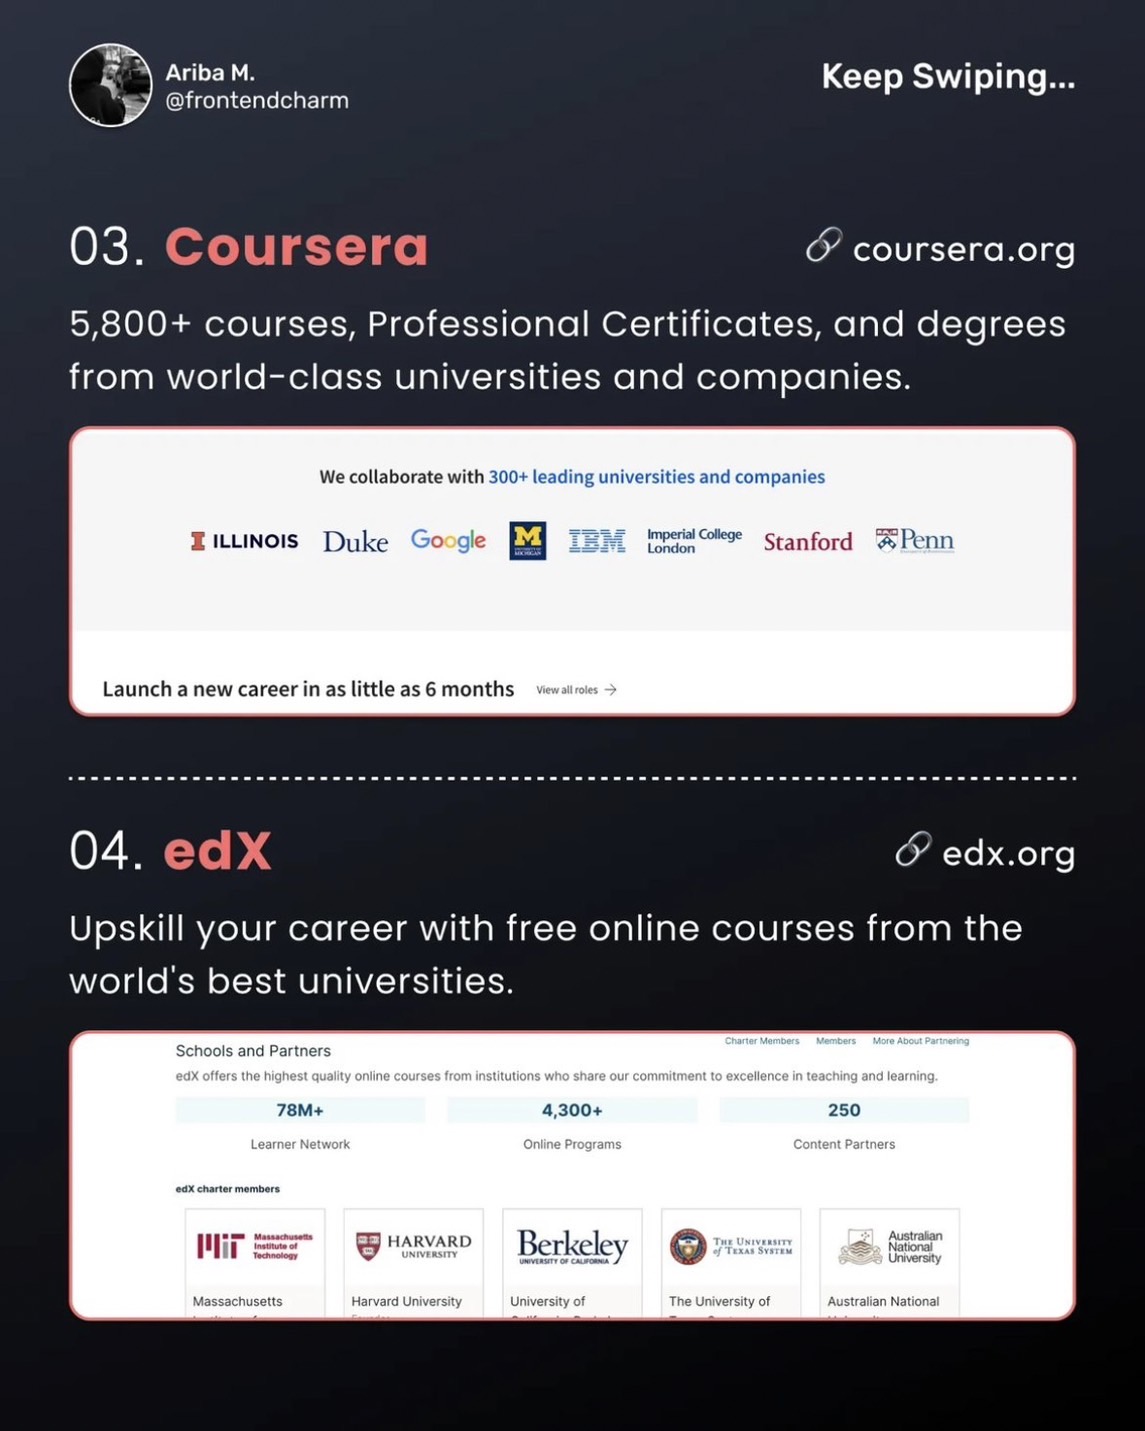 Ariba M.
@frontendcharm
Keep Swiping...
03. Coursera
coursera.org
5,800+ courses, Professional Certificates, and degrees
from world-class universities and companies.
We collaborate with 300+ leading universities and companies
ILLINOIS
Duke
Google
M
UNIVERSITY OF
MICHIGAN
IBM
Imperial College
London
Stanford
Penn
Launch a new career in as little as 6 months
View all roles →
04. edX
edx.org
Upskill your career with free online courses from the
world's best universities.
Schools and Partners
Charter Members
Members
More About Partnering
edX offers the highest quality online courses from institutions who share our commitment to excellence in teaching and learning.
78M+
4,300+
250
Learner Network
Online Programs
Content Partners
edX charter members
MIT
Massachusetts
Institute of
Technology
HARVARD
UNIVERSITY
Berkeley
UNIVERSITY OF CALIFORNIA
THE UNIVERSITY
of TEXAS SYSTEM
Australian
National
University
Massachusetts
Harvard University
University of
The University of
Australian National